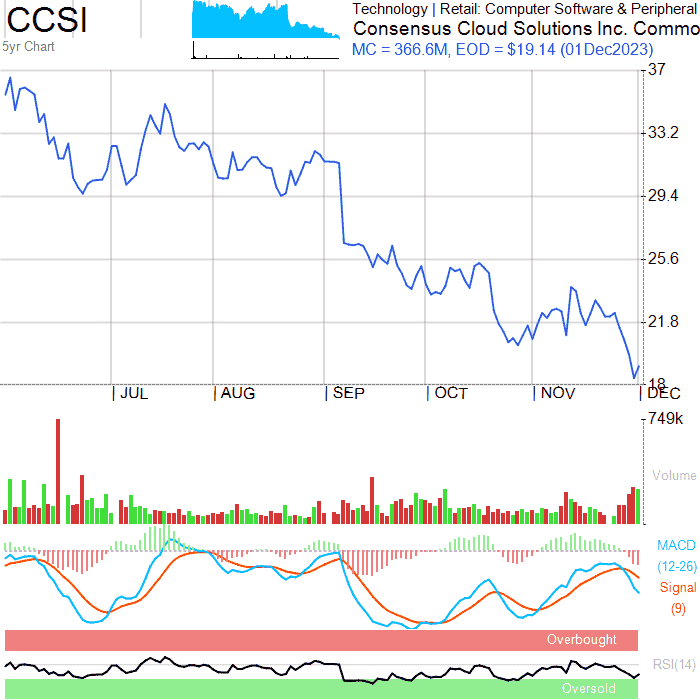 CCSI
5yr Chart
Technology | Retail: Computer Software & Peripheral
Consensus Cloud Solutions Inc. Commo
MC = 366.6M, EOD = $19.14 (01Dec2023)
37
33.2
29.4
25.6
21.8
18
JUL
AUG
SEP
OCT
NOV
DEC
749k
Volume
MACD
(12-26)
Signal
(9)
Overbought
RSI(14)
Oversold